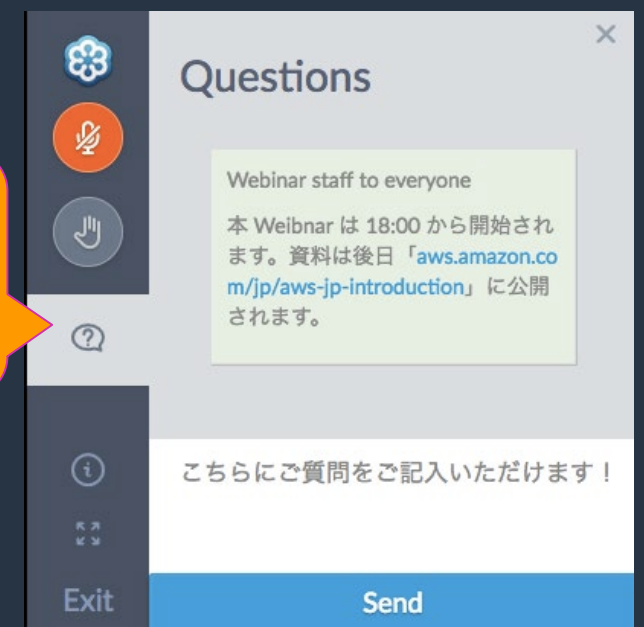 Questions
Webinar staff to everyone
本 Weibnar は 18:00 から開始され
ます。資料は後日「aws.amazon.co
m/jp/aws-jp-introduction」に公開
されます。
こちらにご質問をご記入いただけます！
Exit
Send